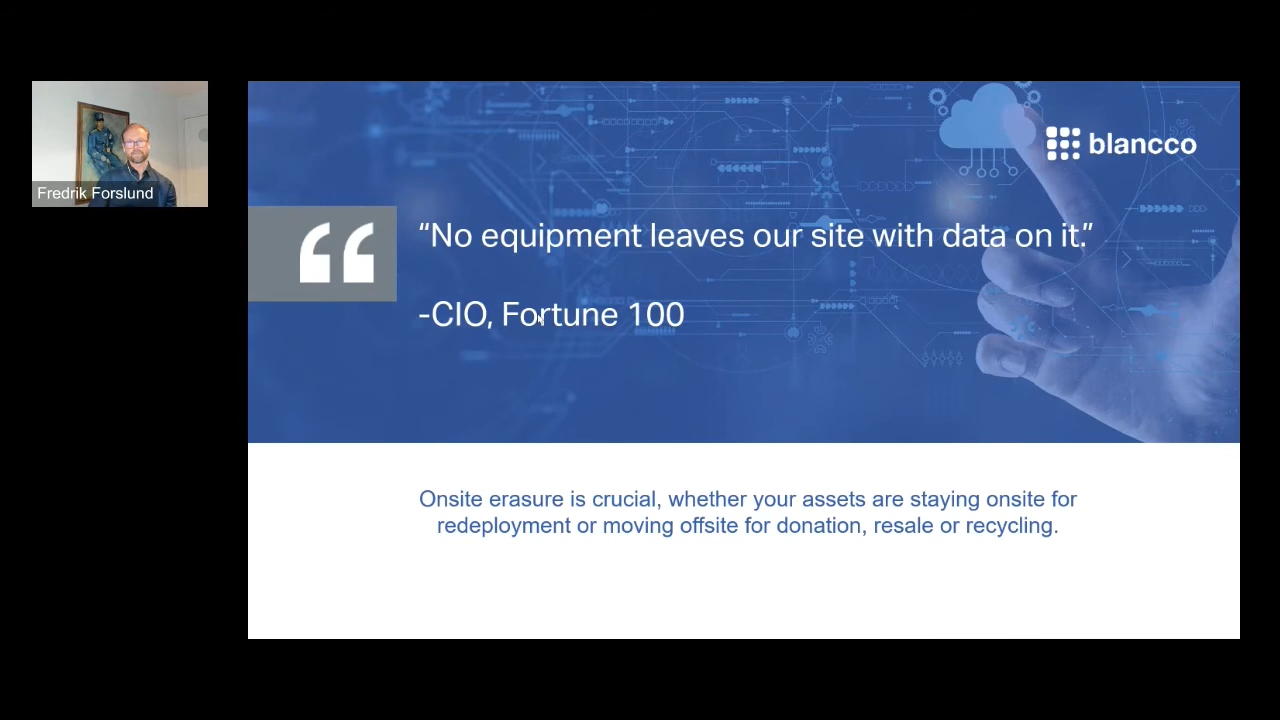 Fredrik Forslund
blancco
“No equipment leaves our site with data on it.”
-CIO, Fortune 100
Onsite erasure is crucial, whether your assets are staying onsite for
redeployment or moving offsite for donation, resale or recycling.